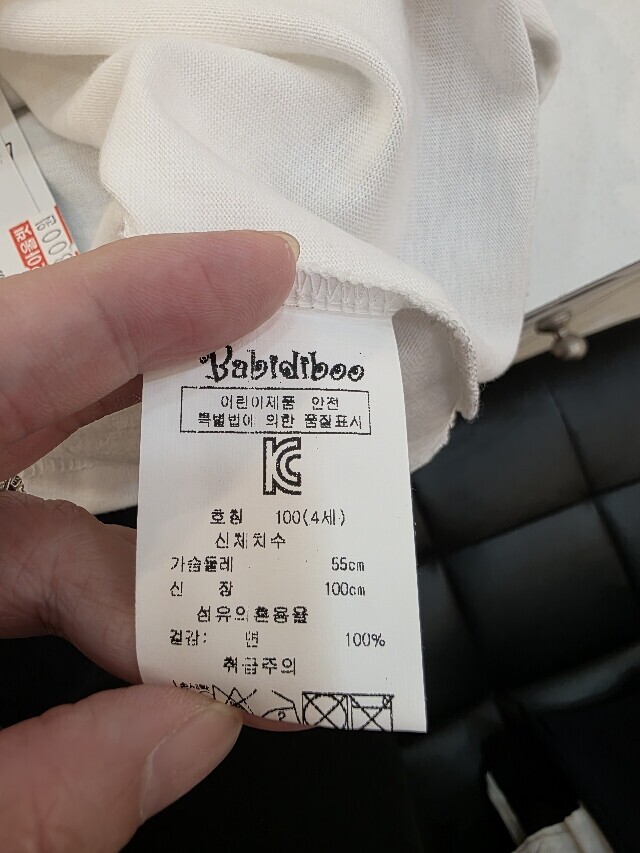 Babidiboo
어린이제품 안전
특별법에 의한 품질표시
호칭 100(4세)
신체치수
가슴둘레 55cm
신 장 100cm
섬유의혼용율
겉감: 면 100%
취급주의
7